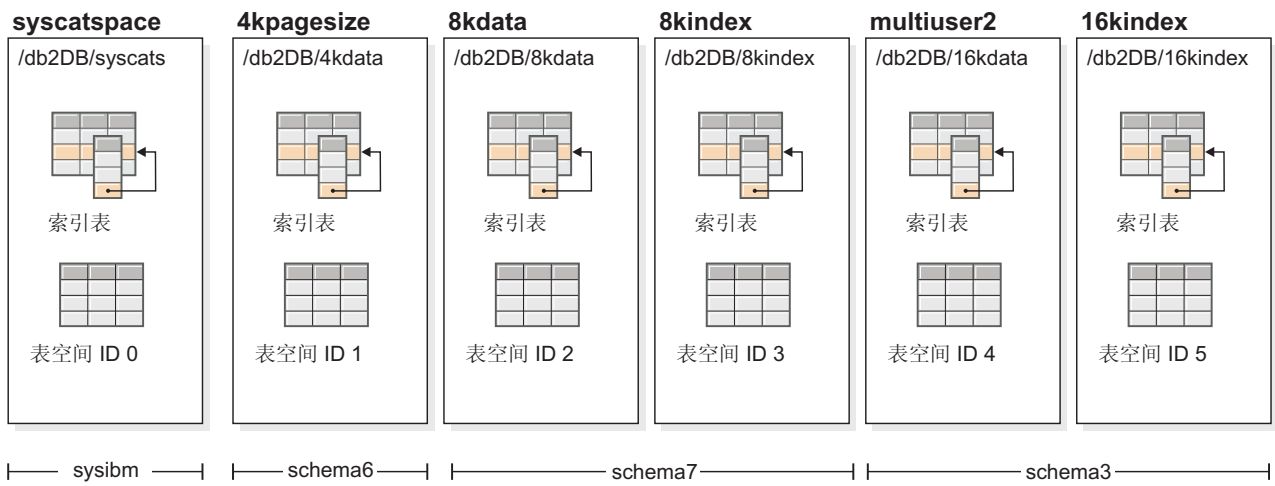 syscatspace
4kpagesize
8kdata
8kindex
multiuser2
16kindex
/db2DB/syscats
/db2DB/4kdata
/db2DB/8kdata
/db2DB/8kindex
/db2DB/16kdata
/db2DB/16kindex
索引表
索引表
索引表
索引表
索引表
索引表
表空间 ID 0
表空间 ID 1
表空间 ID 2
表空间 ID 3
表空间 ID 4
表空间 ID 5
sysibm
schema6
schema7
schema3